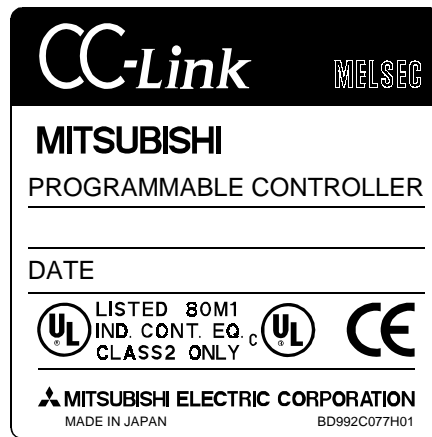 CC-Link MELSEC
MITSUBISHI
PROGRAMMABLE CONTROLLER
DATE
UL LISTED 80M1
IND. CONT. EQ. C UL CE
CLASS2 ONLY
MITSUBISHI ELECTRIC CORPORATION
MADE IN JAPAN BD992C077H01